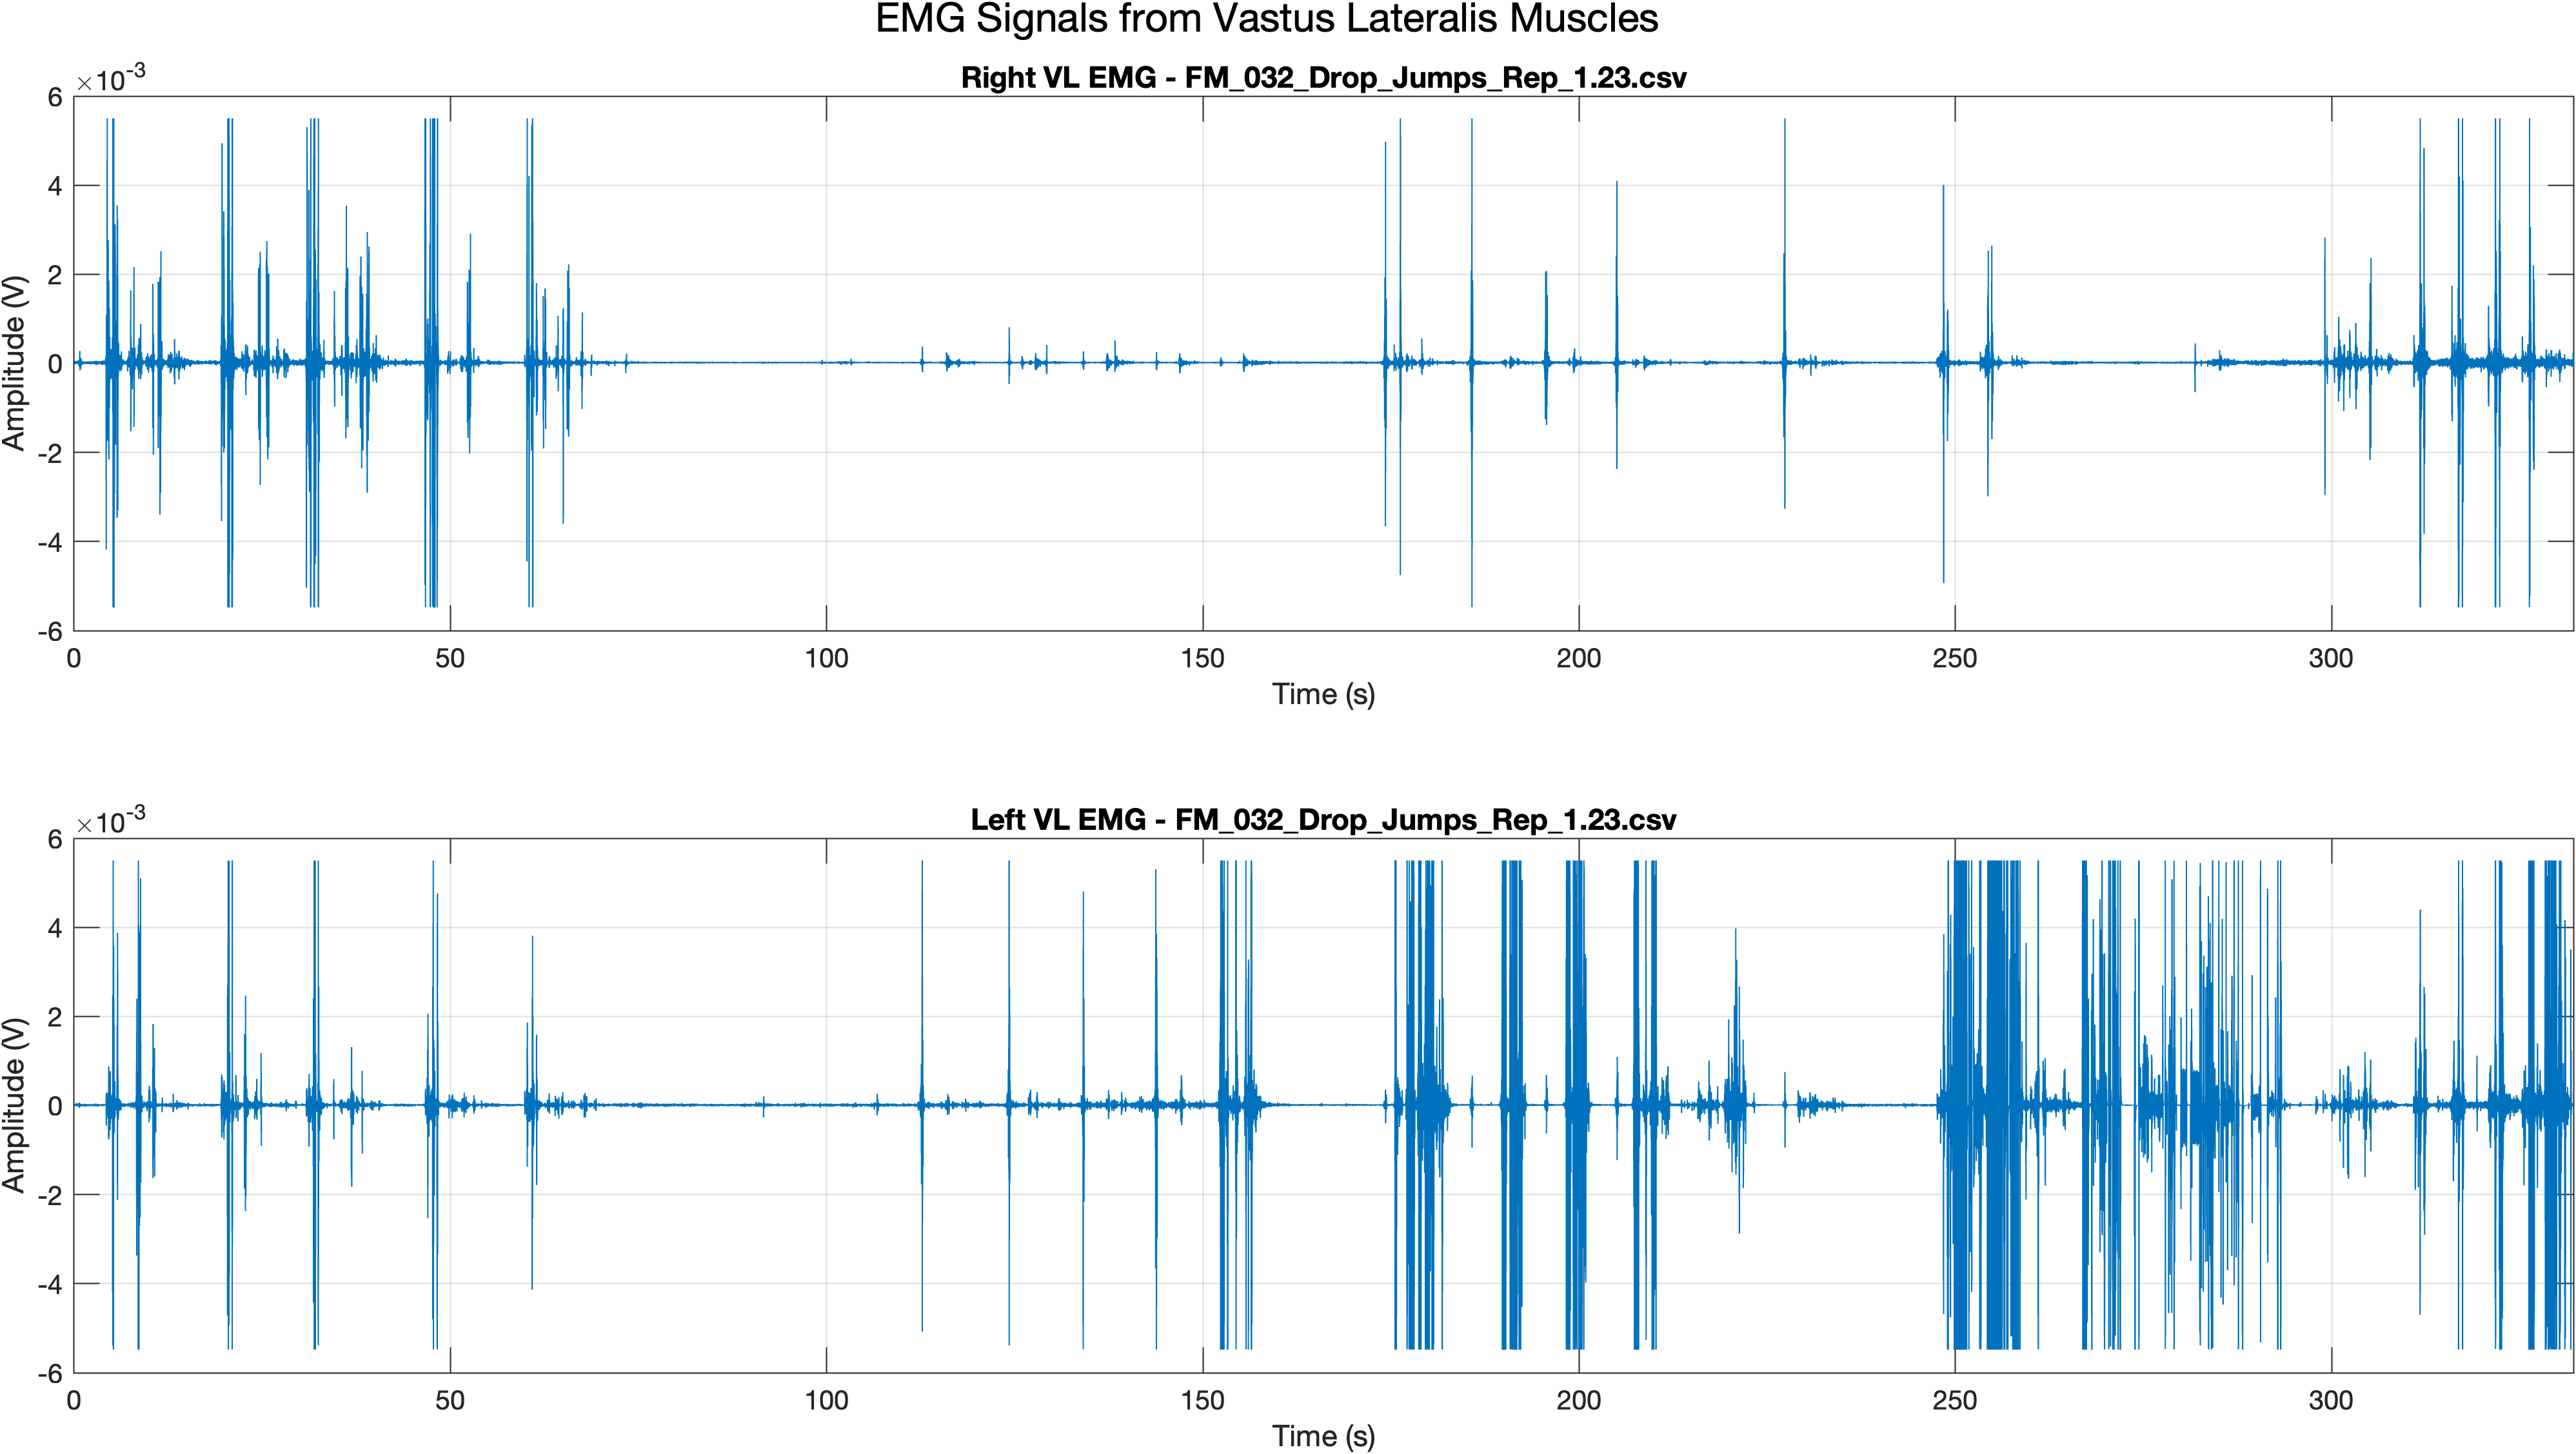 EMG Signals from Vastus Lateralis Muscles
Right VL EMG - FM_032_Drop_Jumps_Rep_1.23.csv
×10-3
6
4
2
0
-2
-4
-6
Amplitude (V)
0 50 100 150 200 250 300
Time (s)
Left VL EMG - FM_032_Drop_Jumps_Rep_1.23.csv
×10-3
6
4
2
0
-2
-4
-6
Amplitude (V)
0 50 100 150 200 250 300
Time (s)